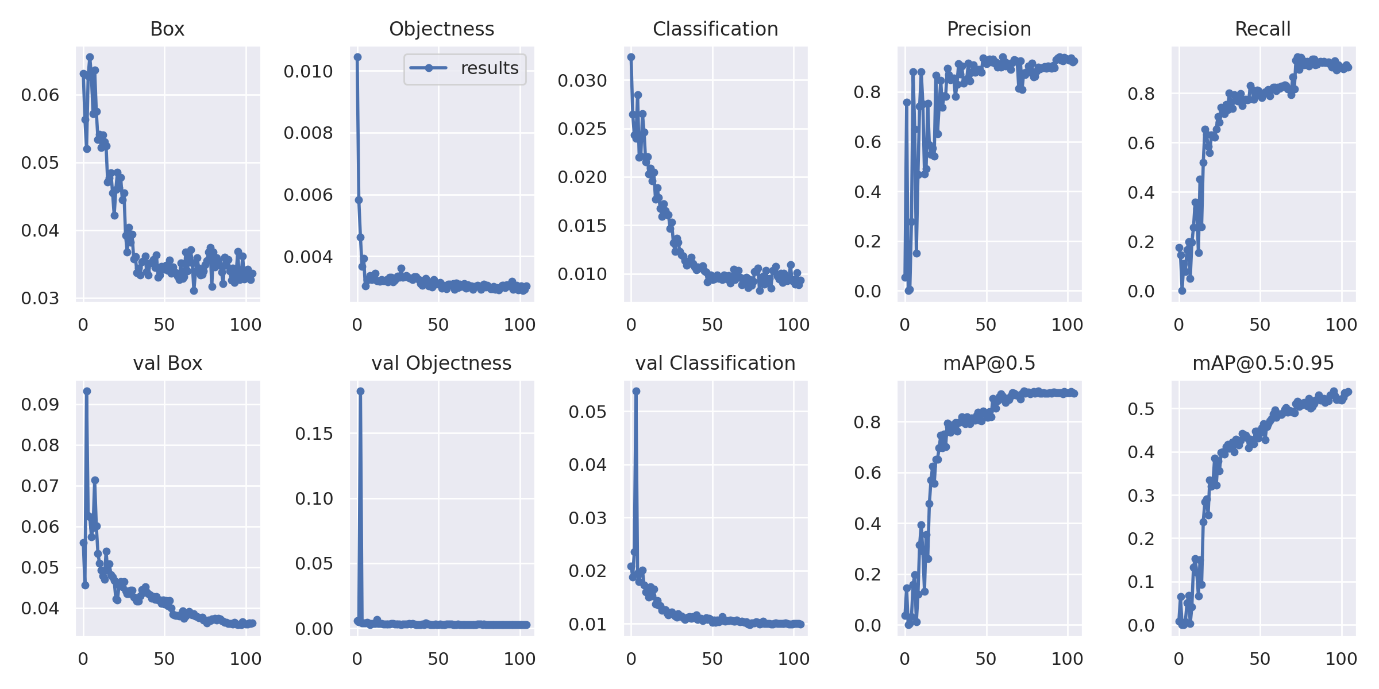 Box
0.06
0.05
0.04
0.03
0 50 100
Objectness
results
0.010
0.008
0.006
0.004
0 50 100
Classification
0.030
0.025
0.020
0.015
0.010
0 50 100
Precision
0.8
0.6
0.4
0.2
0.0
0 50 100
Recall
0.8
0.6
0.4
0.2
0.0
0 50 100
val Box
0.09
0.08
0.07
0.06
0.05
0.04
0 50 100
val Objectness
0.15
0.10
0.05
0.00
0 50 100
val Classification
0.05
0.04
0.03
0.02
0.01
0 50 100
mAP@0.5
0.8
0.6
0.4
0.2
0.0
0 50 100
mAP@0.5:0.95
0.5
0.4
0.3
0.2
0.1
0.0
0 50 100